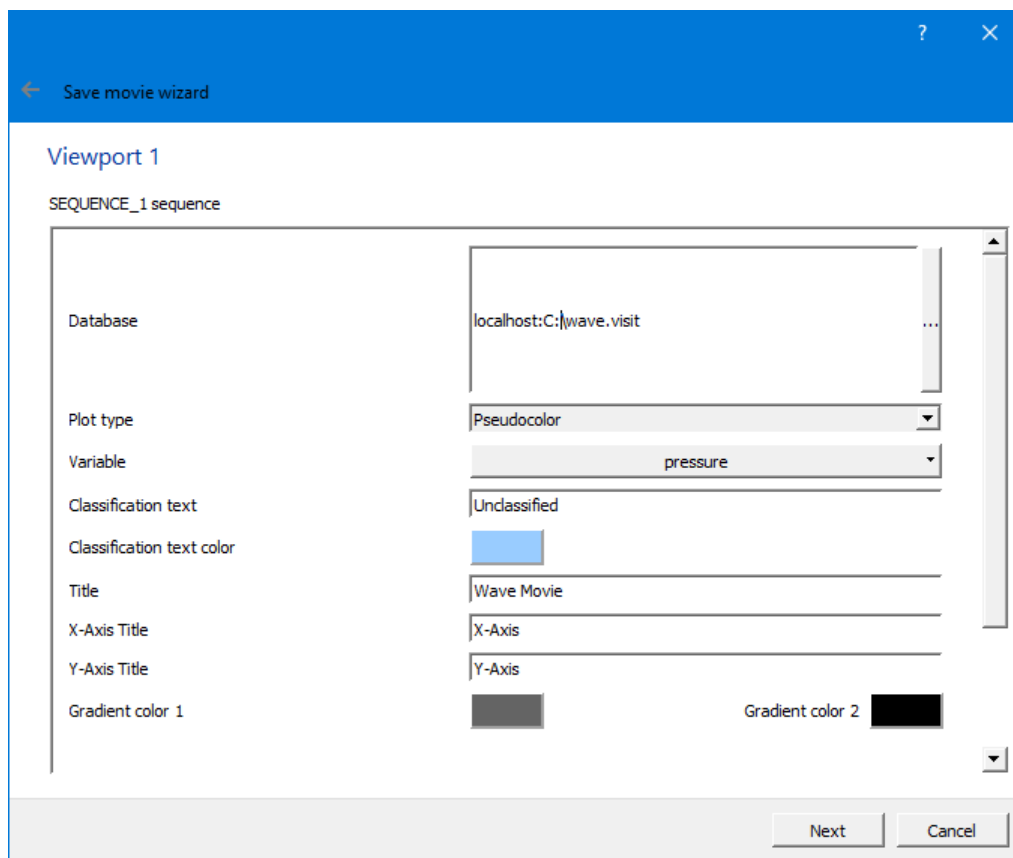 ?
Save movie wizard
Viewport 1
SEQUENCE_1 sequence
Database
localhost:C:\wave.visit
...
Plot type
Pseudocolor
Variable
pressure
Classification text
Unclassified
Classification text color
Title
Wave Movie
X-Axis Title
X-Axis
Y-Axis Title
Y-Axis
Gradient color 1
Gradient color 2
Next
Cancel